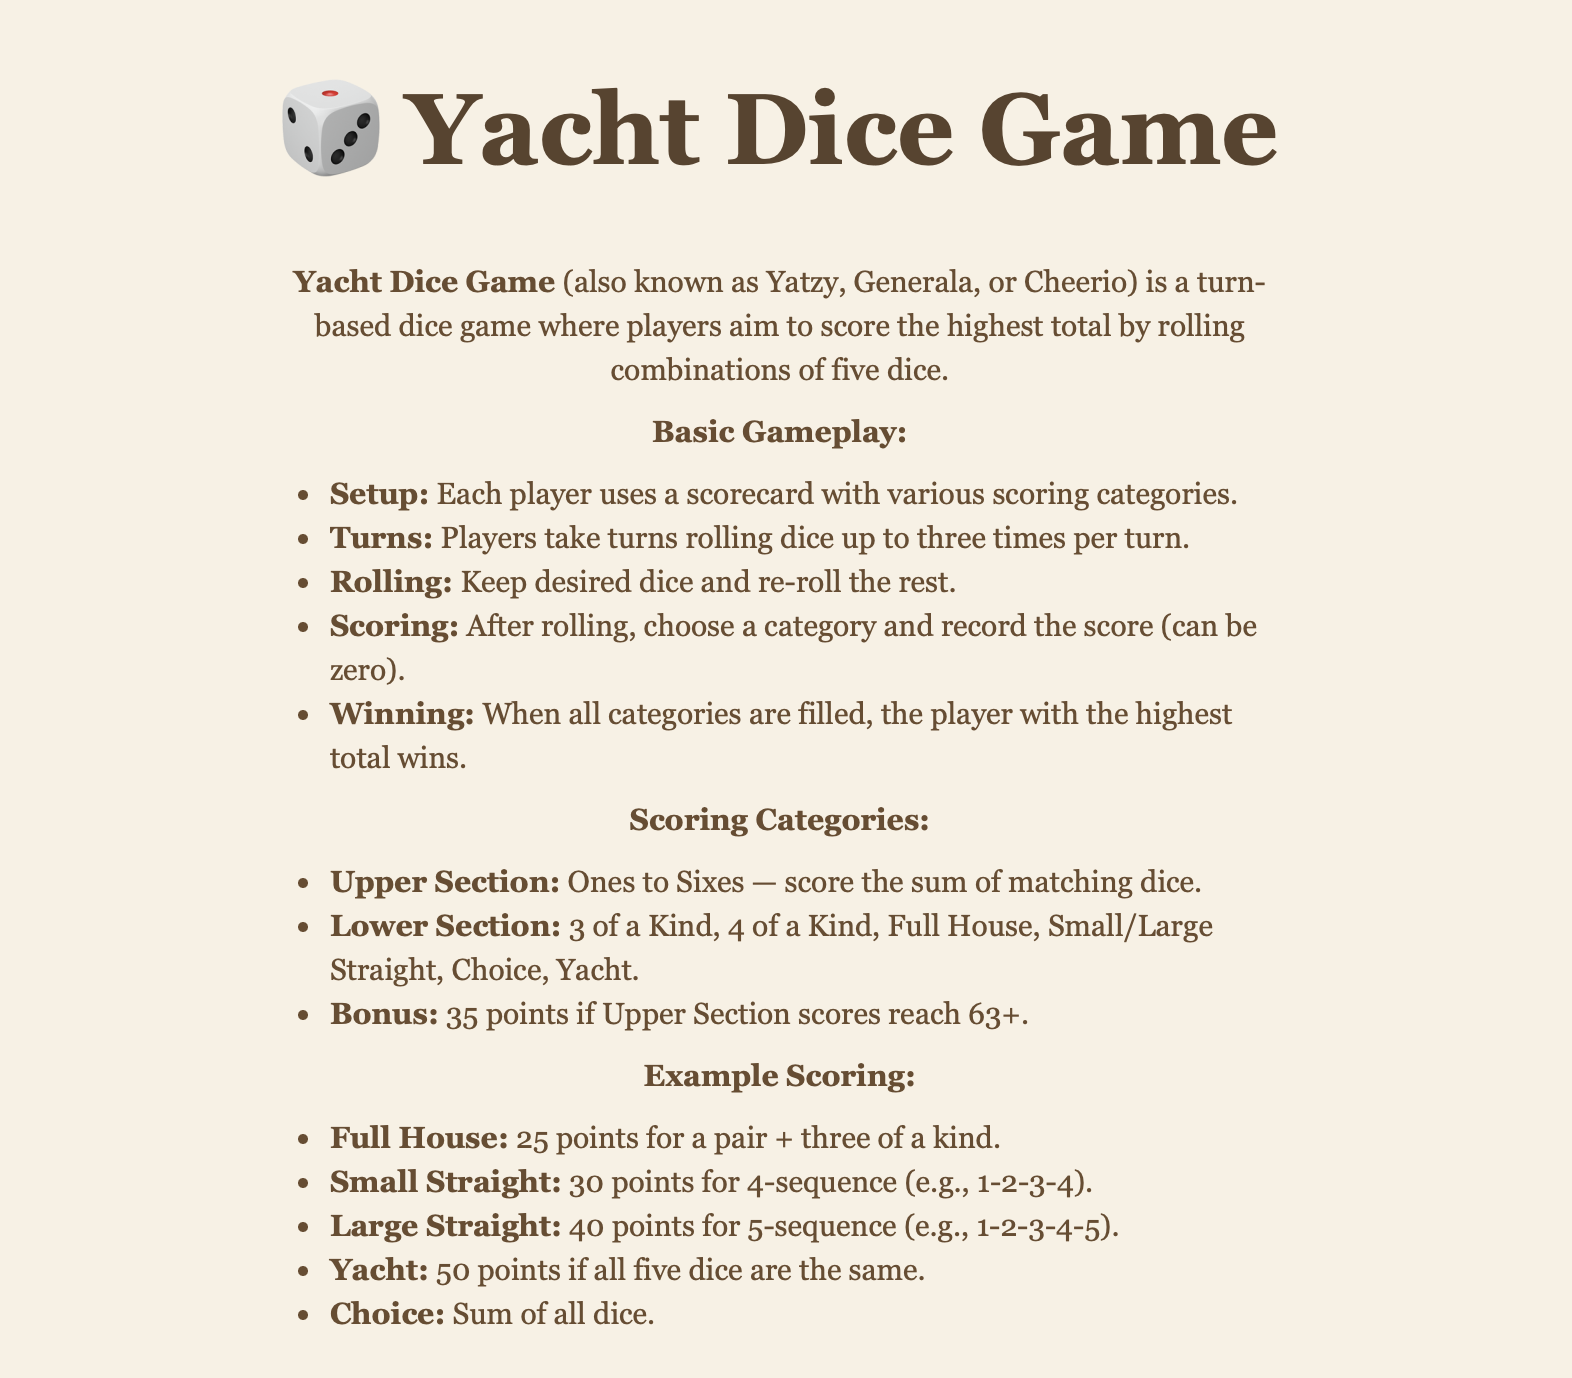 Yacht Dice Game
Yacht Dice Game (also known as Yatzy, Generala, or Cheerio) is a turn-
based dice game where players aim to score the highest total by rolling
combinations of five dice.
Basic Gameplay:
• Setup: Each player uses a scorecard with various scoring categories.
• Turns: Players take turns rolling dice up to three times per turn.
• Rolling: Keep desired dice and re-roll the rest.
• Scoring: After rolling, choose a category and record the score (can be
zero).
• Winning: When all categories are filled, the player with the highest
total wins.
Scoring Categories:
• Upper Section: Ones to Sixes — score the sum of matching dice.
• Lower Section: 3 of a Kind, 4 of a Kind, Full House, Small/Large
Straight, Choice, Yacht.
• Bonus: 35 points if Upper Section scores reach 63+.
Example Scoring:
• Full House: 25 points for a pair + three of a kind.
• Small Straight: 30 points for 4-sequence (e.g., 1-2-3-4).
• Large Straight: 40 points for 5-sequence (e.g., 1-2-3-4-5).
• Yacht: 50 points if all five dice are the same.
• Choice: Sum of all dice.